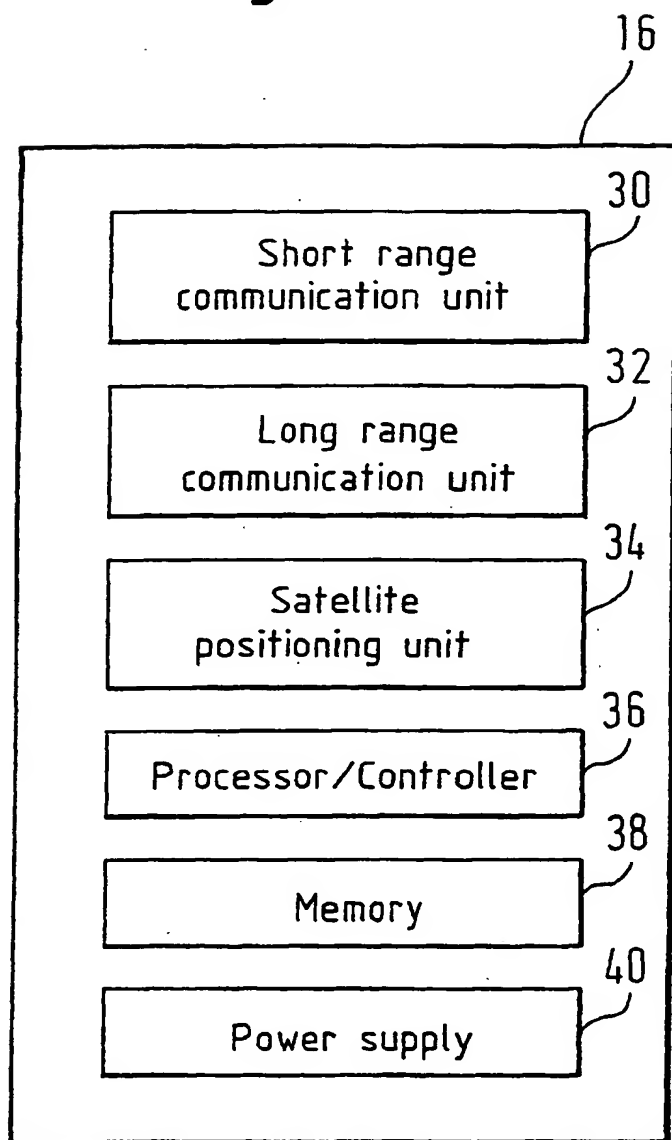 16
30
Short range
communication unit
32
Long range
communication unit
34
Satellite
positioning unit
36
Processor/Controller
38
Memory
40
Power supply